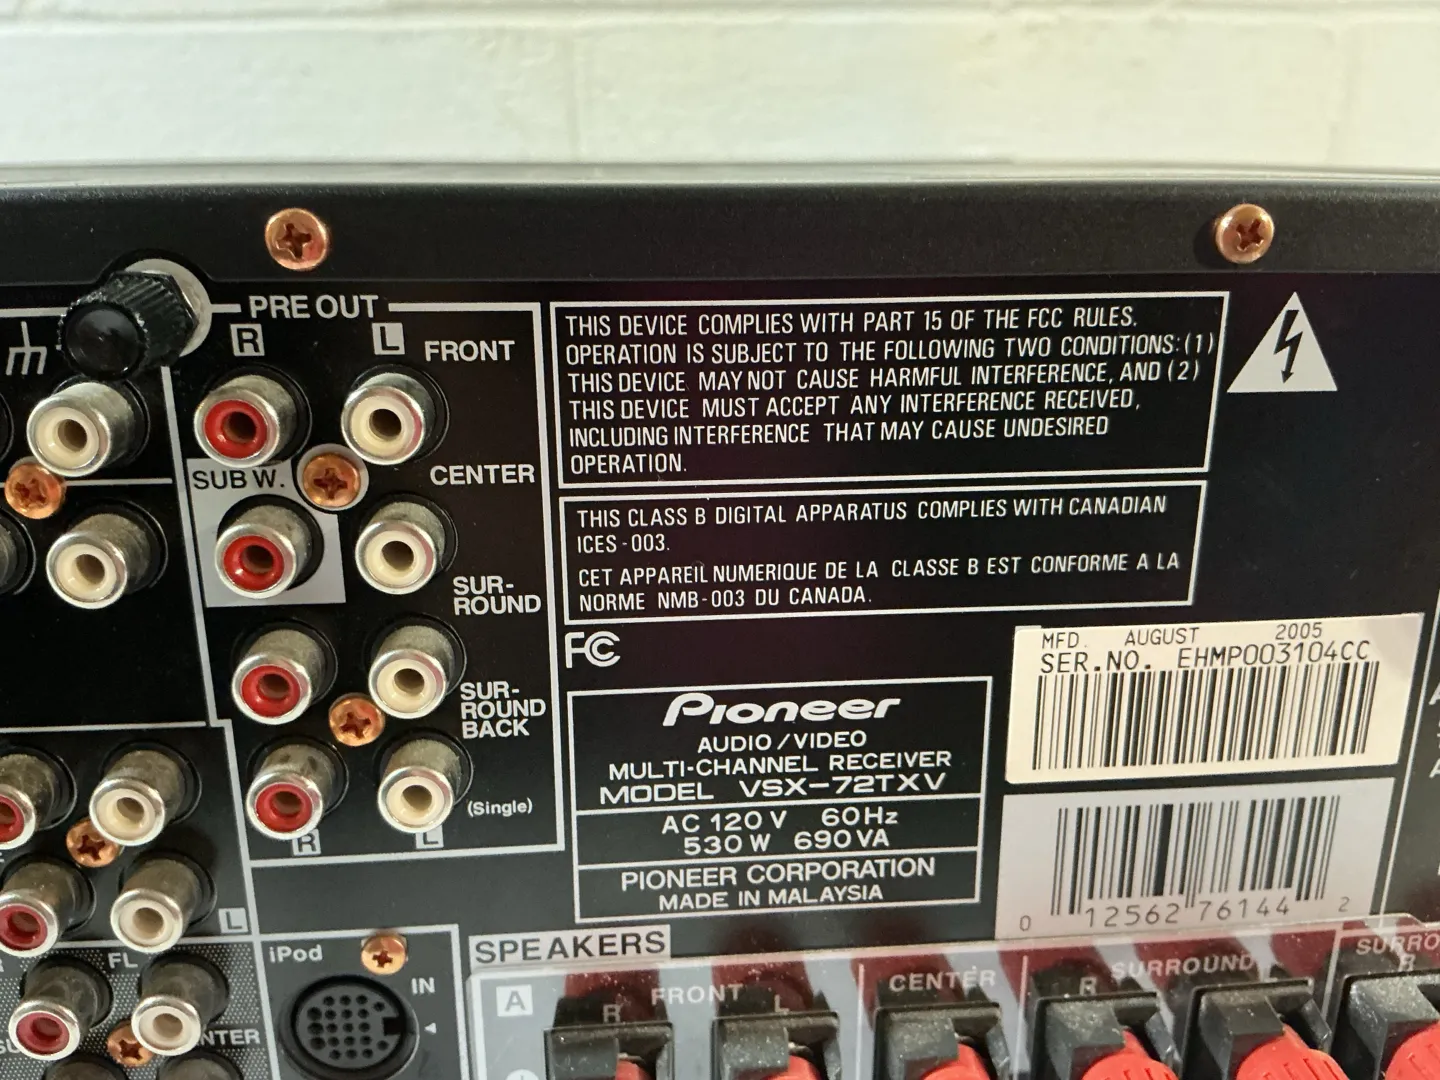 PRE OUT
R
L
FRONT
CENTER
SUB W.
SUR-
ROUND
SUR-
ROUND
BACK
(Single)
R
L
THIS DEVICE COMPLIES WITH PART 15 OF THE FCC RULES.
OPERATION IS SUBJECT TO THE FOLLOWING TWO CONDITIONS: (1)
THIS DEVICE MAY NOT CAUSE HARMFUL INTERFERENCE, AND (2)
THIS DEVICE MUST ACCEPT ANY INTERFERENCE RECEIVED,
INCLUDING INTERFERENCE THAT MAY CAUSE UNDESIRED
OPERATION.
THIS CLASS B DIGITAL APPARATUS COMPLIES WITH CANADIAN
ICES-003.
CET APPAREIL NUMERIQUE DE LA CLASSE B EST CONFORME A LA
NORME NMB-003 DU CANADA.
FC
MFD. AUGUST 2005
SER.NO. EHMP003104CC
Pioneer
AUDIO/VIDEO
MULTI-CHANNEL RECEIVER
MODEL VSX-72TXV
AC 120 V 60 Hz
530 W 690 VA
PIONEER CORPORATION
MADE IN MALAYSIA
0 12562 76144 2
L
FL
iPod
IN
SPEAKERS
A
FRONT
R
L
CENTER
SURROUND
R